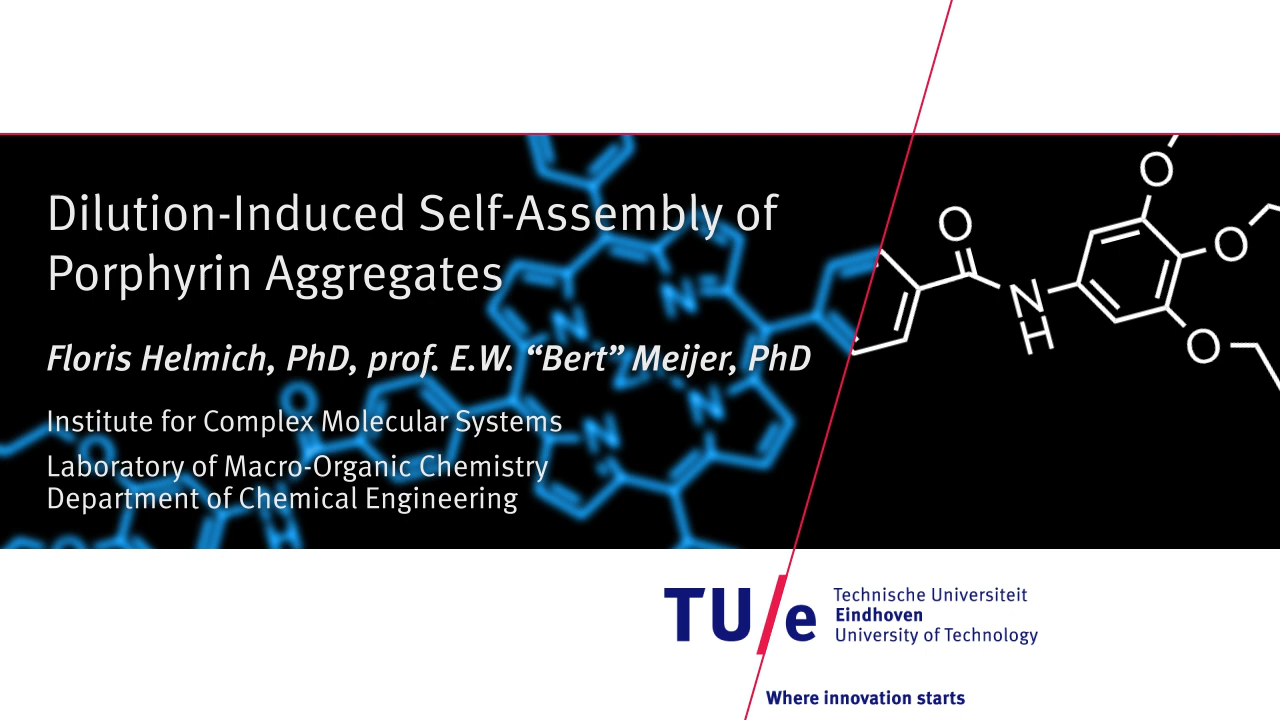 Dilution-Induced Self-Assembly of
Porphyrin Aggregates
Floris Helmich, PhD, prof. E.W. “Bert” Meijer, PhD
Institute for Complex Molecular Systems
Laboratory of Macro-Organic Chemistry
Department of Chemical Engineering
O
O
O
O
N
H
N
N
N
N
O
O
H
O
TU/e
Technische Universiteit
Eindhoven
University of Technology
Where innovation starts